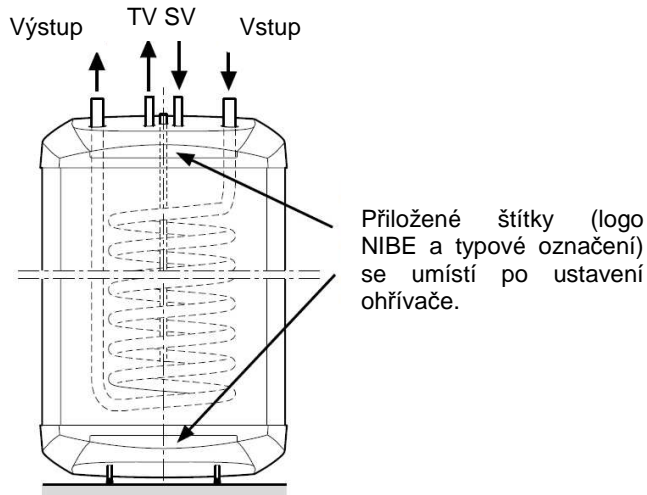 Výstup TV SV Vstup
Přiložené štítky (logo
NIBE a typové označení)
se umístí po ustavení
ohřívače.